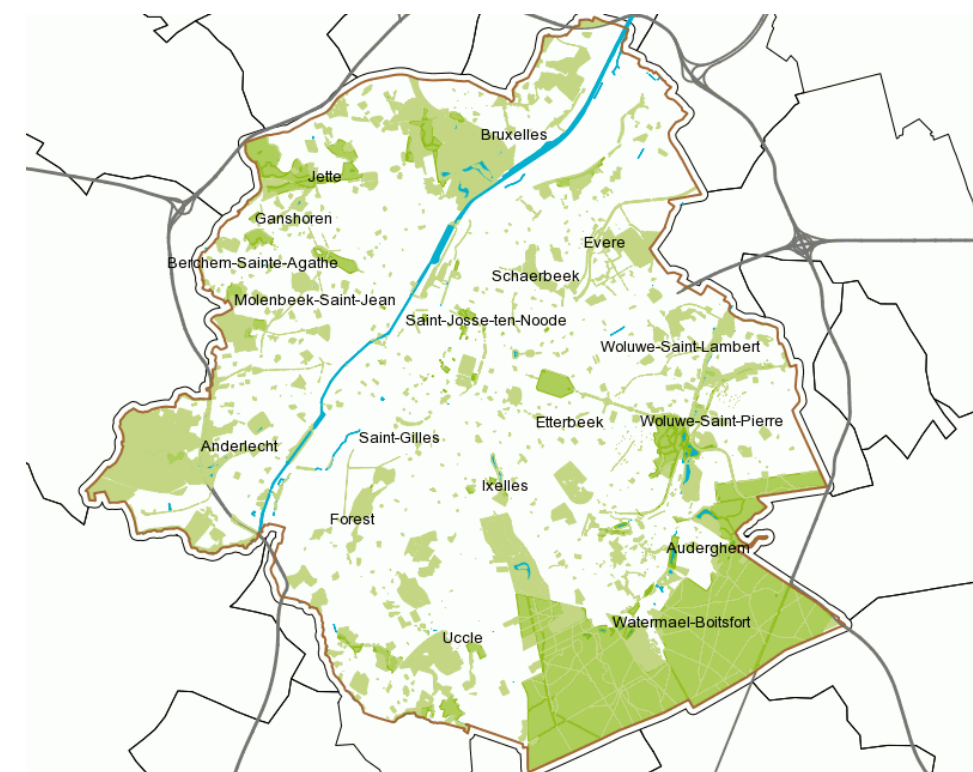 Bruxelles
Jette
Ganshoren
Evere
Berchem-Sainte-Agathe
Schaerbeek
Molenbeek-Saint-Jean
Saint-Josse-ten-Noode
Woluwe-Saint-Lambert
Etterbeek
Woluwe-Saint-Pierre
Saint-Gilles
Anderlecht
Ixelles
Forest
Auderghem
Watermael-Boitsfort
Uccle